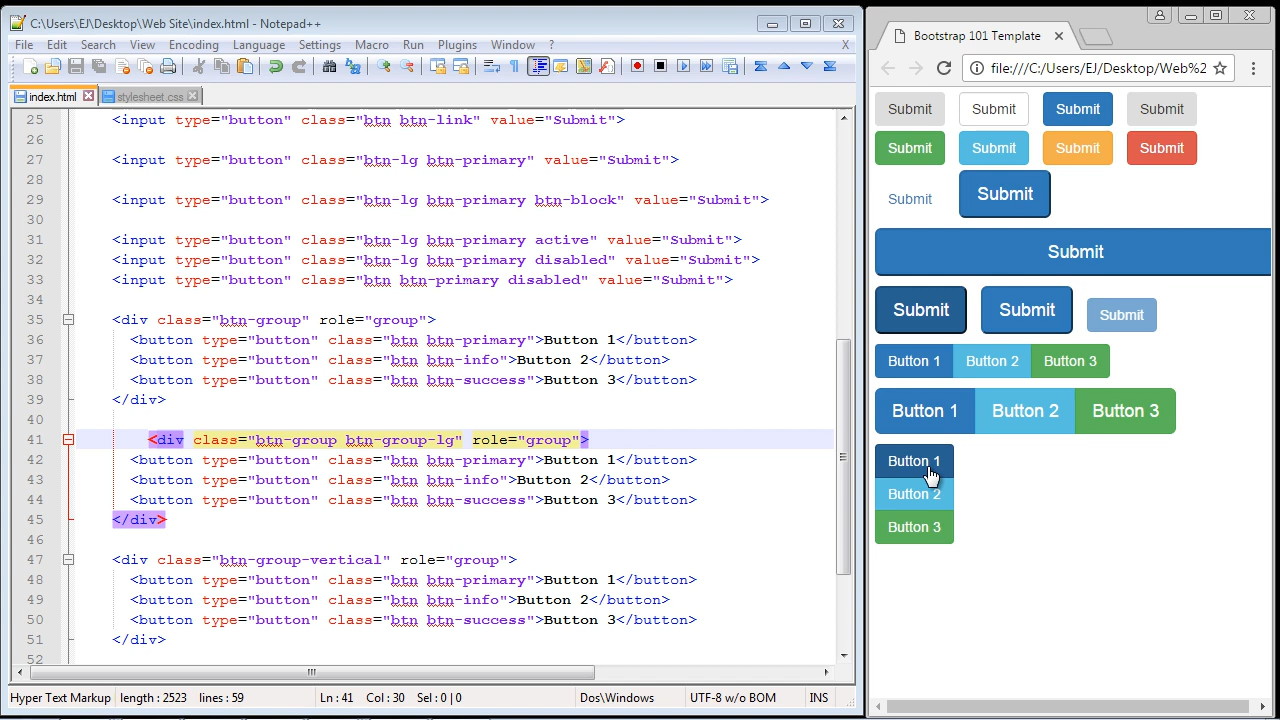 C:\Users\EJ\Desktop\Web Site\index.html - Notepad++
File Edit Search View Encoding Language Settings Macro Run Plugins Window ? X
index.html stylesheet.css
25 <input type="button" class="btn btn-link" value="Submit">
26
27 <input type="button" class="btn-lg btn-primary" value="Submit">
28
29 <input type="button" class="btn-lg btn-primary btn-block" value="Submit">
30
31 <input type="button" class="btn-lg btn-primary active" value="Submit">
32 <input type="button" class="btn-lg btn-primary disabled" value="Submit">
33 <input type="button" class="btn btn-primary disabled" value="Submit">
34
35 <div class="btn-group" role="group">
36 <button type="button" class="btn btn-primary">Button 1</button>
37 <button type="button" class="btn btn-info">Button 2</button>
38 <button type="button" class="btn btn-success">Button 3</button>
39 </div>
40
41 <div class="btn-group btn-group-lg" role="group">
42 <button type="button" class="btn btn-primary">Button 1</button>
43 <button type="button" class="btn btn-info">Button 2</button>
44 <button type="button" class="btn btn-success">Button 3</button>
45 </div>
46
47 <div class="btn-group-vertical" role="group">
48 <button type="button" class="btn btn-primary">Button 1</button>
49 <button type="button" class="btn btn-info">Button 2</button>
50 <button type="button" class="btn btn-success">Button 3</button>
51 </div>
52
Hyper Text Markup length : 2523 lines : 59 Ln : 41 Col : 30 Sel : 0 | 0 Dos\Windows UTF-8 w/o BOM INS
Bootstrap 101 Template
file:///C:/Users/EJ/Desktop/Web%2
Submit Submit Submit Submit
Submit Submit Submit Submit
Submit Submit
Submit
Submit Submit Submit
Button 1 Button 2 Button 3
Button 1 Button 2 Button 3
Button 1
Button 2
Button 3